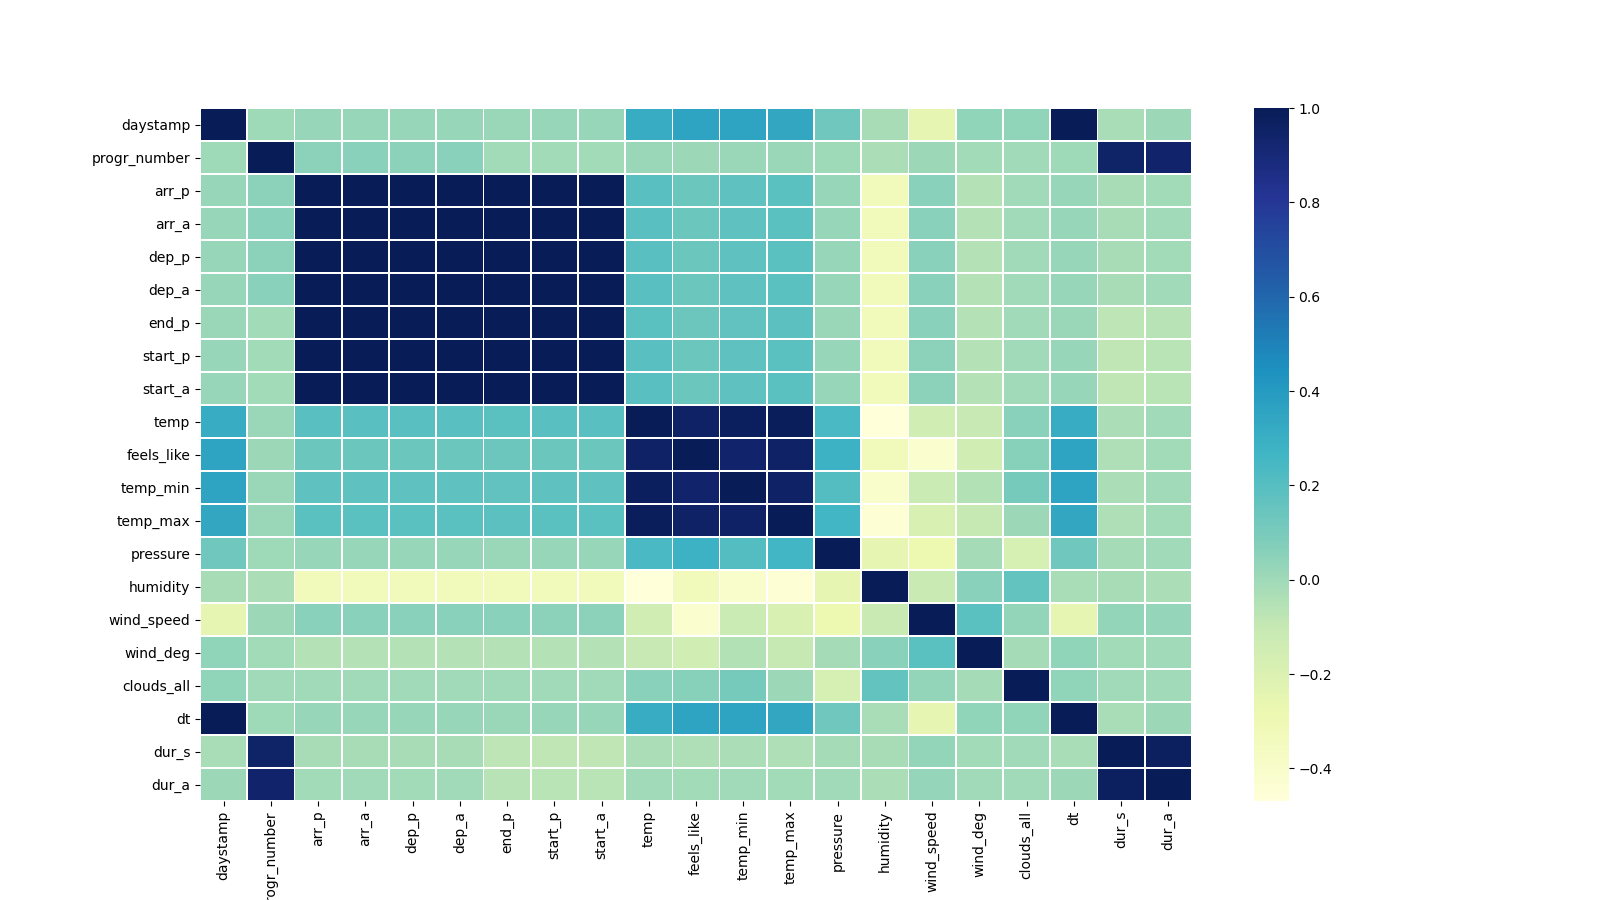 daystamp
progr_number
arr_p
arr_a
dep_p
dep_a
end_p
start_p
start_a
temp
feels_like
temp_min
temp_max
pressure
humidity
wind_speed
wind_deg
clouds_all
dt
dur_s
dur_a
daystamp
rogr_number
arr_p
arr_a
dep_p
dep_a
end_p
start_p
start_a
temp
feels_like
temp_min
temp_max
pressure
humidity
wind_speed
wind_deg
clouds_all
dt
dur_s
dur_a
1.0
0.8
0.6
0.4
0.2
0.0
−0.2
−0.4